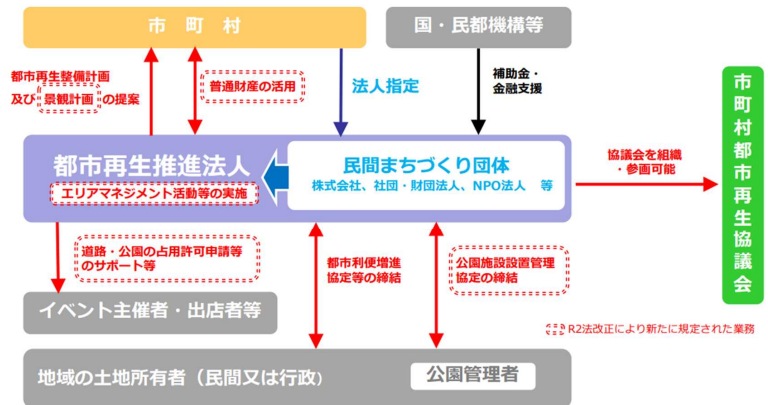 市 町 村
国・民都機構等
都市再生整備計画
及び 景観計画 の提案
普通財産の活用
法人指定
補助金・
金融支援
市町村都市再生協議会
都市再生推進法人
エリアマネジメント活動等の実施
民間まちづくり団体
株式会社、社団・財団法人、NPO法人 等
協議会を組織
・参画可能
道路・公園の占用許可申請等
のサポート等
都市利便増進
協定等の締結
公園施設設置管理
協定の締結
イベント主催者・出店者等
R2法改正により新たに規定された業務
地域の土地所有者（民間又は行政）
公園管理者